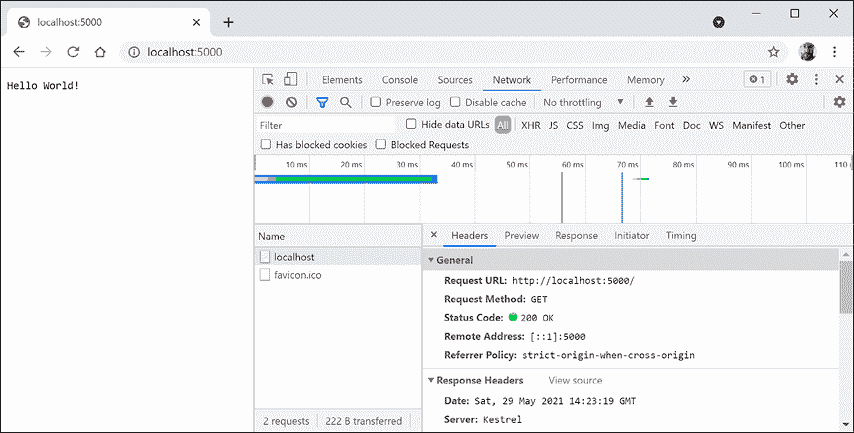 localhost:5000
localhost:5000
Hello World!
Elements Console Sources Network Performance Memory » 1
Preserve log Disable cache No throttling
Filter Hide data URLs All XHR JS CSS Img Media Font Doc WS Manifest Other
Has blocked cookies Blocked Requests
10 ms 20 ms 30 ms 40 ms 50 ms 60 ms 70 ms 80 ms 90 ms 100 ms 110
Name Headers Preview Response Initiator Timing
localhost
favicon.ico
General
Request URL: http://localhost:5000/
Request Method: GET
Status Code: 200 OK
Remote Address: [::1]:5000
Referrer Policy: strict-origin-when-cross-origin
Response Headers View source
Date: Sat, 29 May 2021 14:23:19 GMT
Server: Kestrel
2 requests 222 B transferred